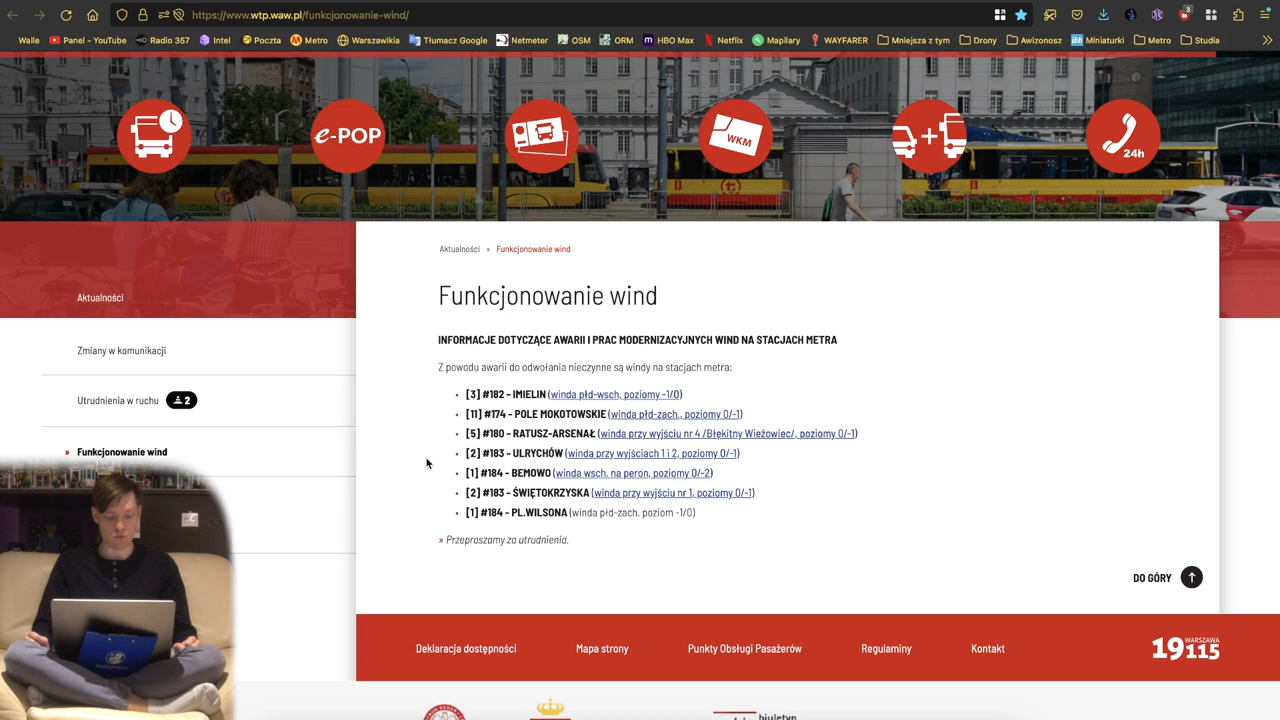 https://www.wtp.waw.pl/funkcjonowanie-wind/
3
Walle
Panel - YouTube
Radio 357
Intel
Poczta
Metro
Warszawikia
Tłumacz Google
Netmeter
OSM
ORM
HBO Max
Netflix
Mapilary
WAYFARER
Mniejsza z tym
Drony
Awizonosz
Miniaturki
Metro
Studia
e-POP
WKM
24h
Aktualności » Funkcjonowanie wind
Aktualności
Funkcjonowanie wind
INFORMACJE DOTYCZĄCE AWARII I PRAC MODERNIZACYJNYCH WIND NA STACJACH METRA
Zmiany w komunikacji
Z powodu awarii do odwołania nieczynne są windy na stacjach metra:
[3] #182 - IMIELIN (winda płd-wsch, poziomy -1/0)
Utrudnienia w ruchu 2
[11] #174 - POLE MOKOTOWSKIE (winda płd-zach., poziomy 0/-1)
[5] #180 - RATUSZ-ARSENAŁ (winda przy wyjściu nr 4 /Błękitny Wieżowiec/, poziomy 0/-1)
» Funkcjonowanie wind
[2] #183 - ULRYCHÓW (winda przy wyjściach 1 i 2, poziomy 0/-1)
[1] #184 - BEMOWO (winda wsch. na peron, poziomy 0/-2)
[2] #183 - ŚWIĘTOKRZYSKA (winda przy wyjściu nr 1, poziomy 0/-1)
[1] #184 - PL.WILSONA (winda płd-zach. poziom -1/0)
» Przepraszamy za utrudnienia.
DO GÓRY
Deklaracja dostępności
Mapa strony
Punkty Obsługi Pasażerów
Regulaminy
Kontakt
19115 WARSZAWA
biuletyn